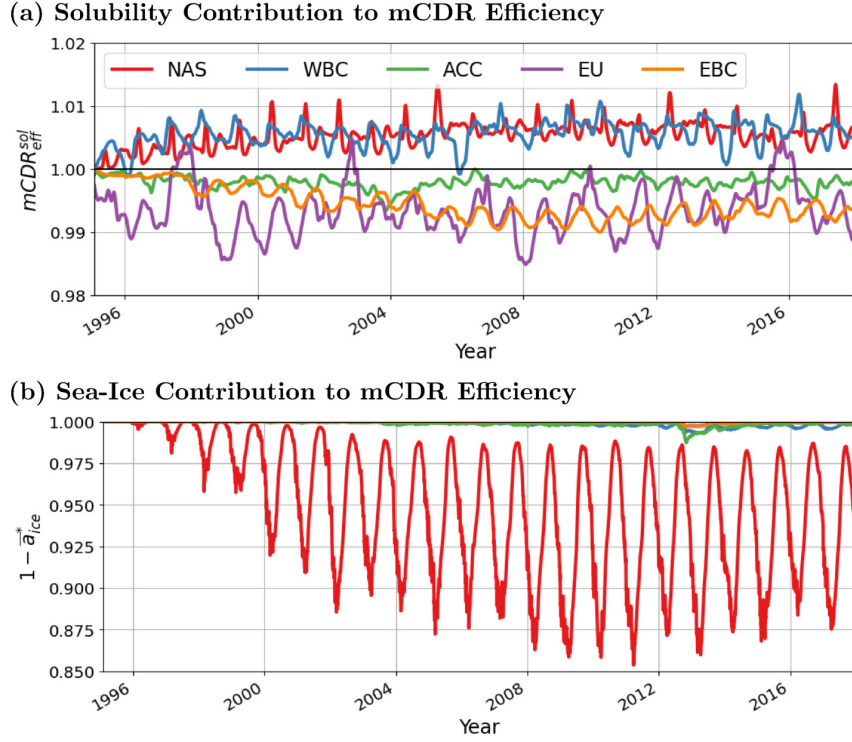 (a) Solubility Contribution to mCDR Efficiency
1.02
1.01
1.00
0.99
0.98
mCDR_eff^sol
NAS WBC ACC EU EBC
1996 2000 2004 2008 2012 2016
Year
(b) Sea-Ice Contribution to mCDR Efficiency
1.000
0.975
0.950
0.925
0.900
0.875
0.850
1 − a̅*_ice
1996 2000 2004 2008 2012 2016
Year